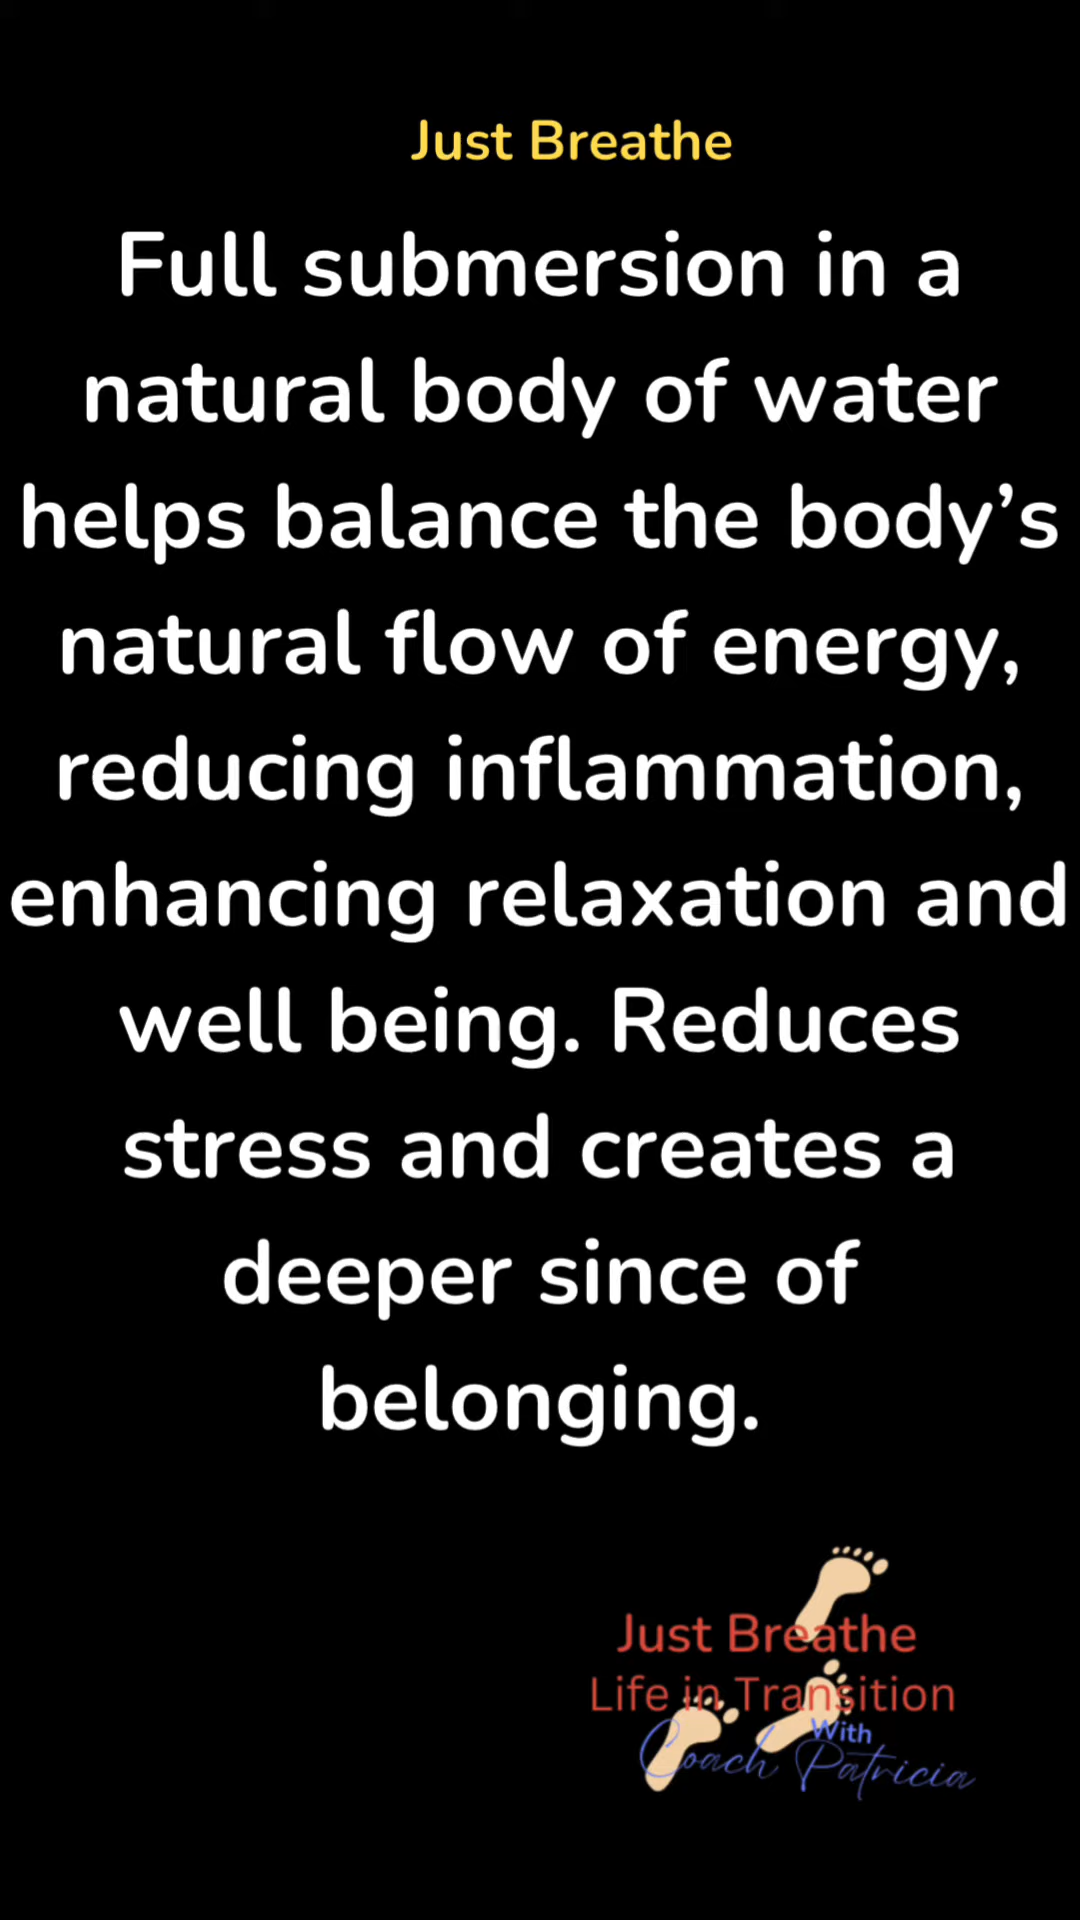 Just Breathe
Full submersion in a
natural body of water
helps balance the body’s
natural flow of energy,
reducing inflammation,
enhancing relaxation and
well being. Reduces
stress and creates a
deeper since of
belonging.
Just Breathe
Life in Transition
With
Coach Patricia